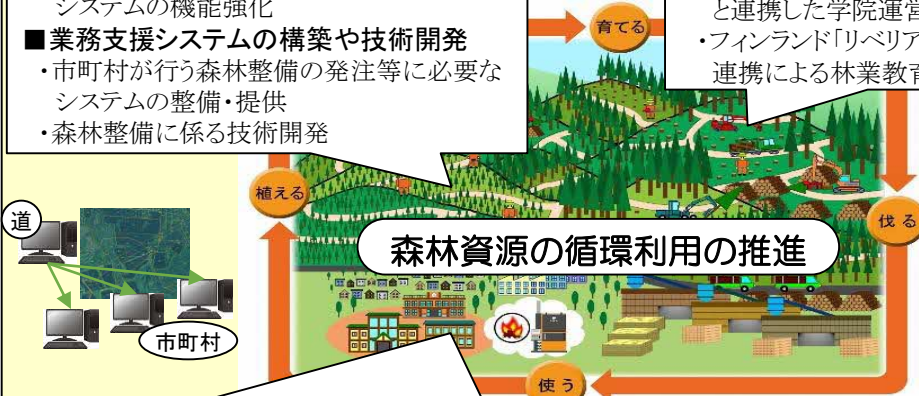 システムの機能強化
■業務支援システムの構築や技術開発
・市町村が行う森林整備の発注等に必要な
システムの整備・提供
・森林整備に係る技術開発
と連携した学院運営
・フィンランド「リベリア
連携による林業教育
育てる
植える
伐る
使う
道
市町村
森林資源の循環利用の推進